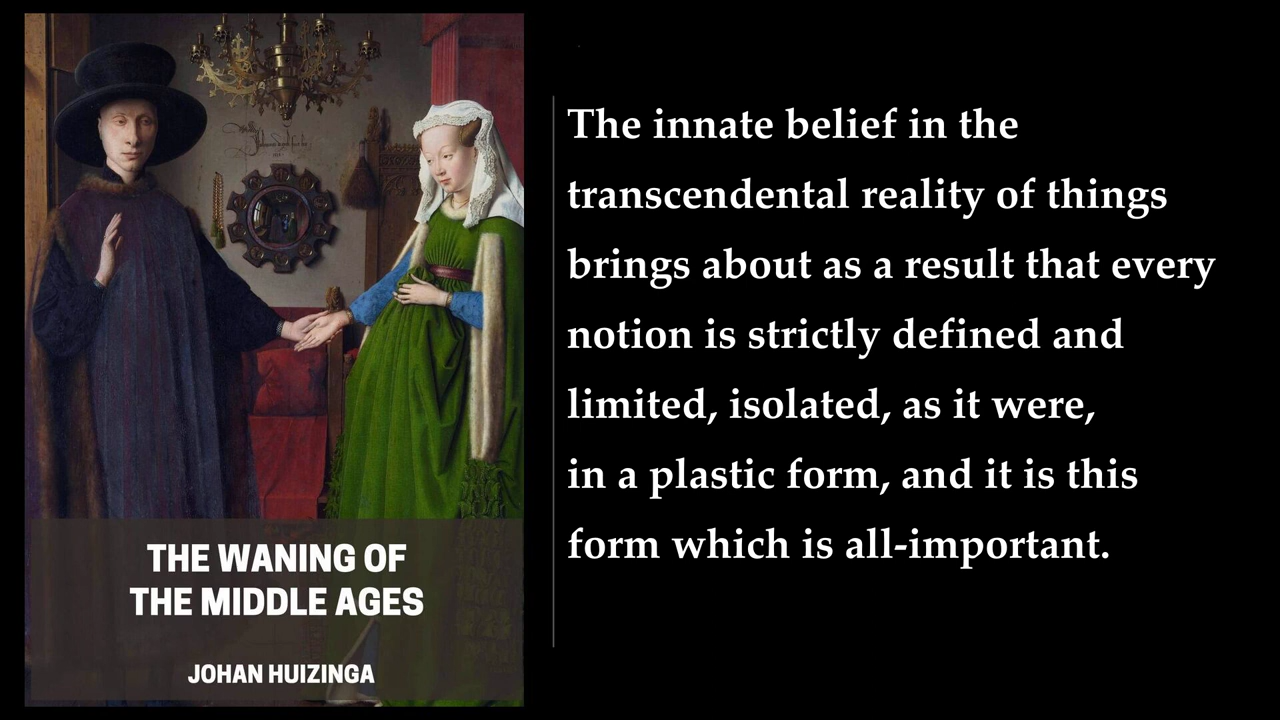 THE WANING OF
THE MIDDLE AGES
JOHAN HUIZINGA
The innate belief in the
transcendental reality of things
brings about as a result that every
notion is strictly defined and
limited, isolated, as it were,
in a plastic form, and it is this
form which is all-important.